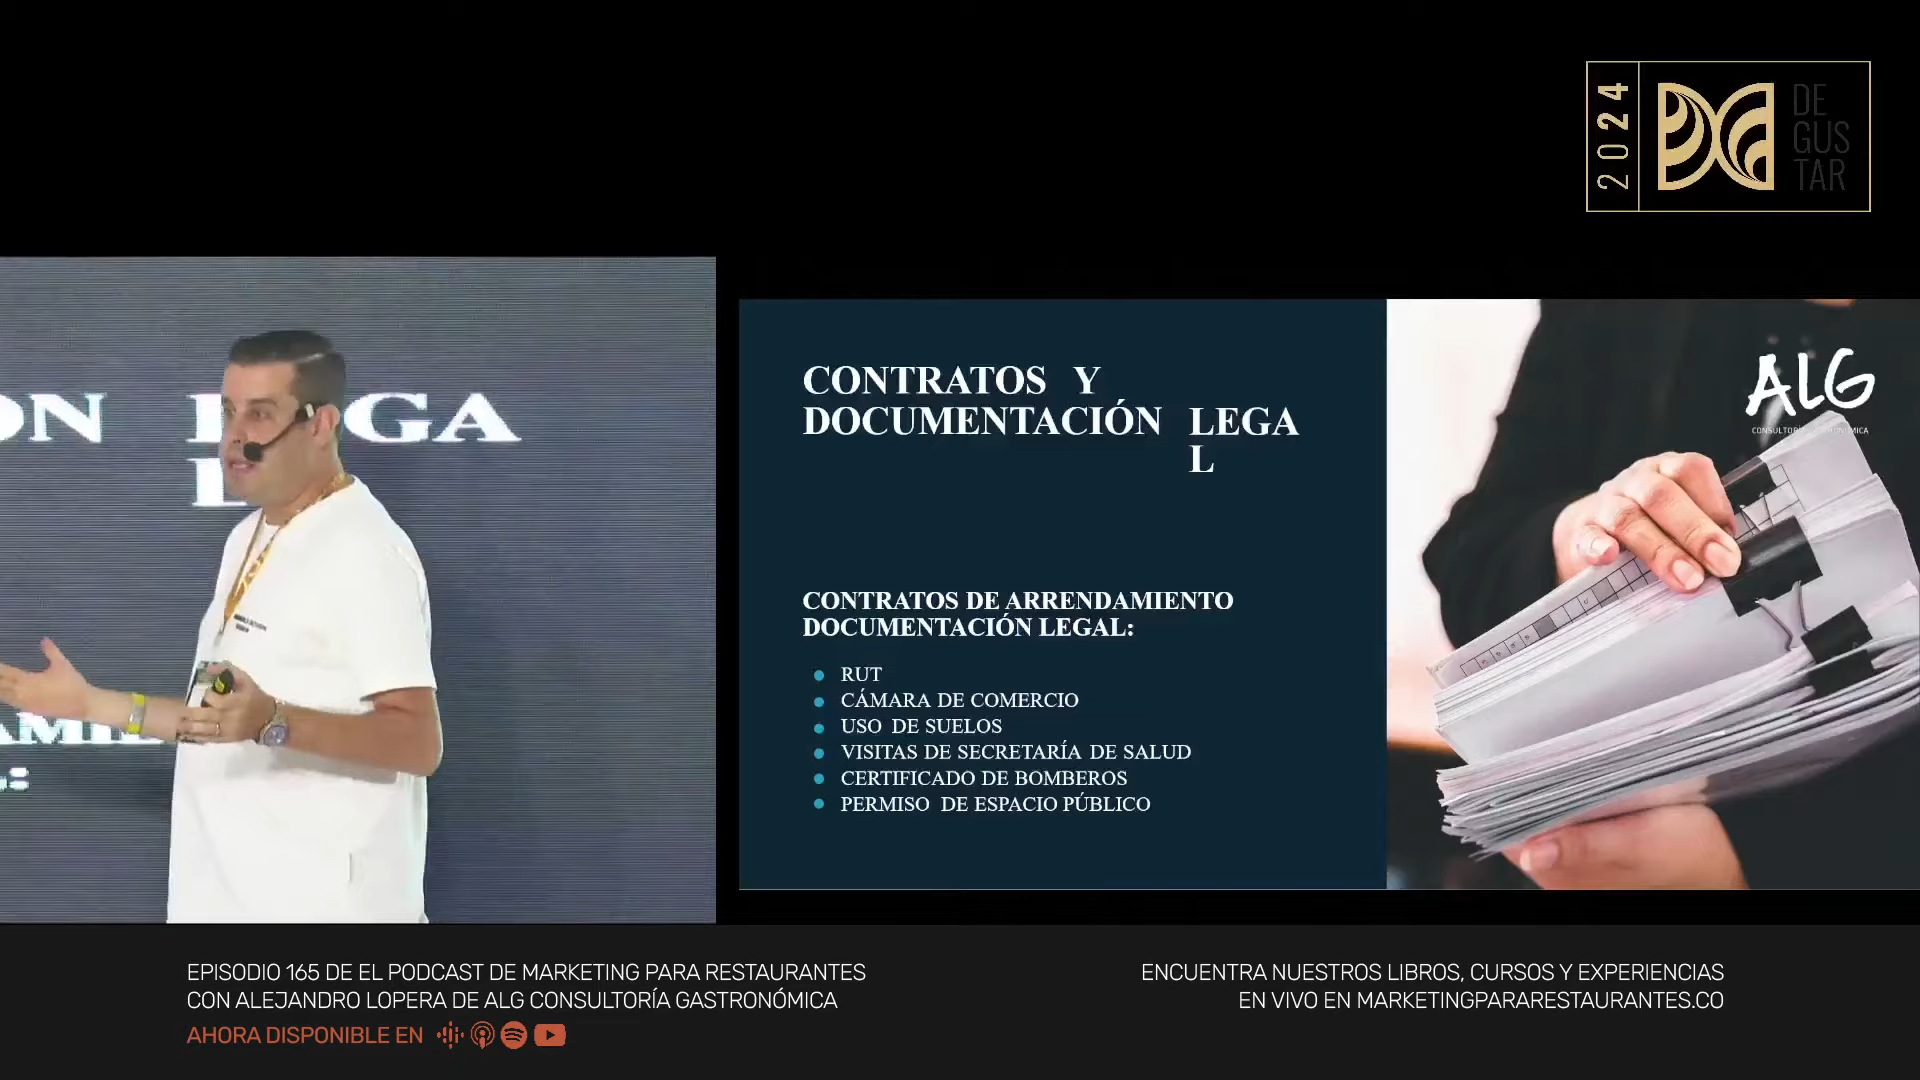 2024
DE
GUS
TAR
ON LEGA
L
CONTRATOS Y
DOCUMENTACIÓN LEGA
L
CONTRATOS DE ARRENDAMIENTO
DOCUMENTACIÓN LEGAL:
RUT
CÁMARA DE COMERCIO
USO DE SUELOS
VISITAS DE SECRETARÍA DE SALUD
CERTIFICADO DE BOMBEROS
PERMISO DE ESPACIO PÚBLICO
ALG
EPISODIO 165 DE EL PODCAST DE MARKETING PARA RESTAURANTES
CON ALEJANDRO LOPERA DE ALG CONSULTORÍA GASTRONÓMICA
AHORA DISPONIBLE EN
ENCUENTRA NUESTROS LIBROS, CURSOS Y EXPERIENCIAS
EN VIVO EN MARKETINGPARARESTAURANTES.CO